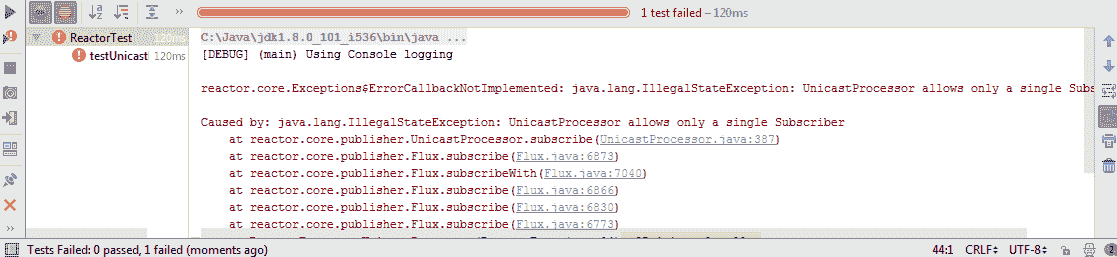 1 test failed – 120ms
ReactorTest 120ms
testUnicast 120ms
C:\Java\jdk1.8.0_101_i536\bin\java ...
[DEBUG] (main) Using Console logging
reactor.core.Exceptions$ErrorCallbackNotImplemented: java.lang.IllegalStateException: UnicastProcessor allows only a single Subs
Caused by: java.lang.IllegalStateException: UnicastProcessor allows only a single Subscriber
at reactor.core.publisher.UnicastProcessor.subscribe(UnicastProcessor.java:387)
at reactor.core.publisher.Flux.subscribe(Flux.java:6873)
at reactor.core.publisher.Flux.subscribeWith(Flux.java:7040)
at reactor.core.publisher.Flux.subscribe(Flux.java:6866)
at reactor.core.publisher.Flux.subscribe(Flux.java:6830)
at reactor.core.publisher.Flux.subscribe(Flux.java:6773)
Tests Failed: 0 passed, 1 failed (moments ago) 44:1 CRLF UTF-8 2